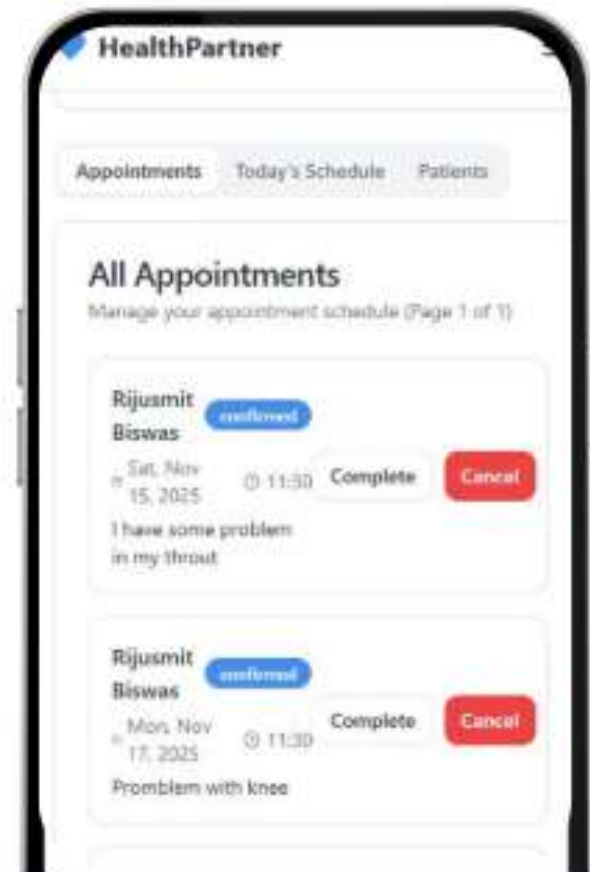 HealthPartner
Appointments Today's Schedule Patients
All Appointments
Manage your appointment schedule (Page 1 of 1)
Rijusmit
Biswas
confirmed
Sat, Nov
15, 2025
11:30
Complete
Cancel
I have some problem
in my throut
Rijusmit
Biswas
confirmed
Mon, Nov
17, 2025
11:30
Complete
Cancel
Promblem with knee